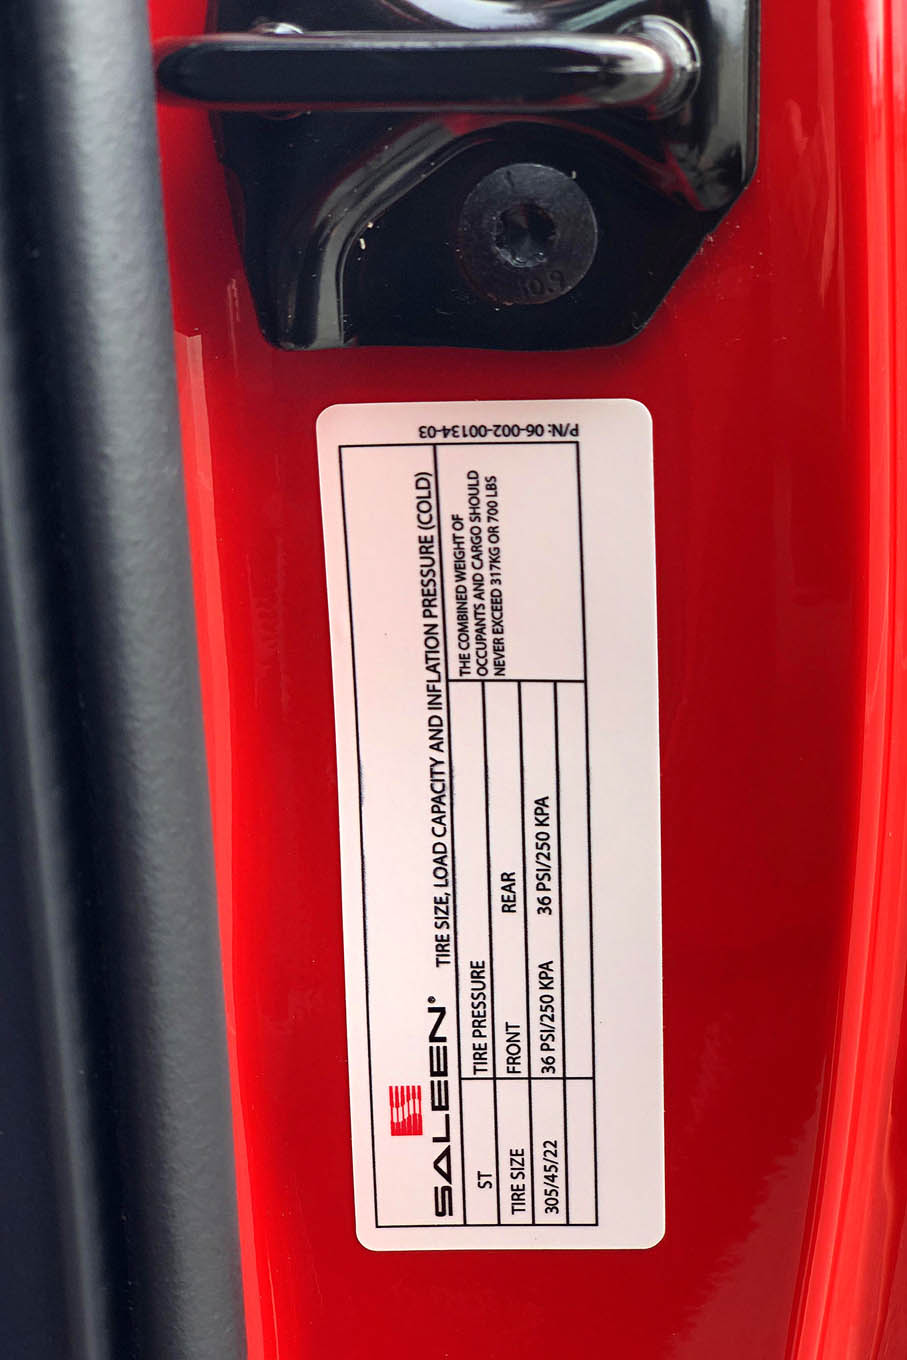 10.9
P/N: 06-002-00134-03
SALEEN®
TIRE SIZE, LOAD CAPACITY AND INFLATION PRESSURE (COLD)
ST
TIRE PRESSURE
THE COMBINED WEIGHT OF
OCCUPANTS AND CARGO SHOULD
NEVER EXCEED 317KG OR 700 LBS
TIRE SIZE FRONT REAR
305/45/22 36 PSI/250 KPA 36 PSI/250 KPA